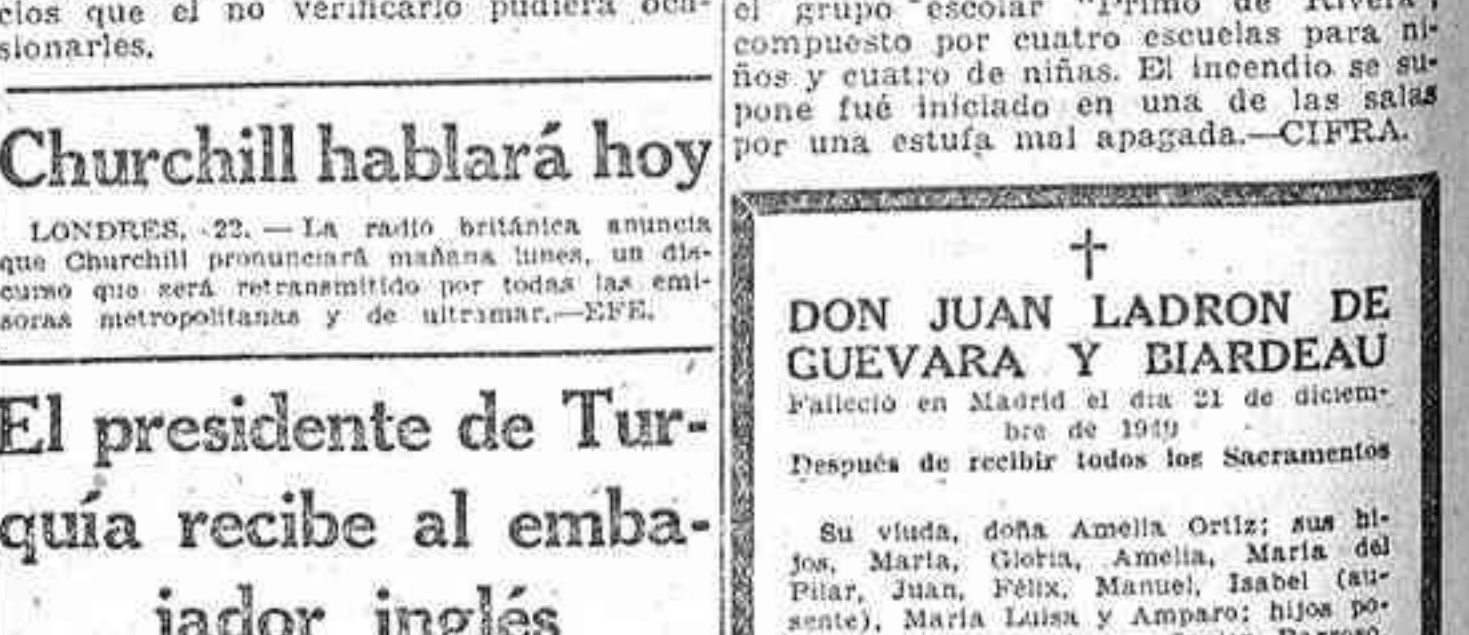 cios que el no verificarlo pudiera oca-
sionarles.
Churchill hablará hoy
LONDRES, 22. — La radio británica anuncia
que Churchill pronunciará mañana lunes, un dis-
curso que será retransmitido por todas las emi-
soras metropolitanas y de ultramar.—EFE.
El presidente de Tur-
quía recibe al emba-
jador inglés
el grupo escolar "Primo de Rivera",
compuesto por cuatro escuelas para ni-
ños y cuatro de niñas. El incendio se su-
pone fué iniciado en una de las salas
por una estufa mal apagada.—CIFRA.
DON JUAN LADRON DE
GUEVARA Y BIARDEAU
Falleció en Madrid el día 21 de diciem-
bre de 1940
Después de recibir todos los Sacramentos
Su viuda, doña Amelia Ortiz; sus hi-
jos, María, Gloria, Amelia, María del
Pilar, Juan, Félix, Manuel, Isabel (au-
sente), María Luisa y Amparo; hijos po-